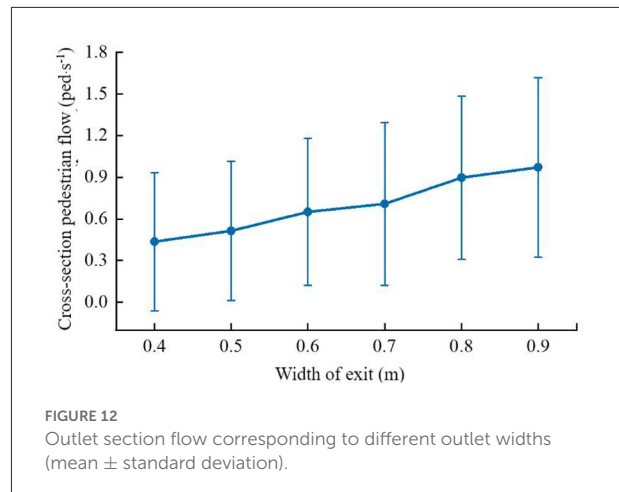 1.8
1.5
1.2
0.9
0.6
0.3
0.0
Cross-section pedestrian flow (ped·s⁻¹)
0.4 0.5 0.6 0.7 0.8 0.9
Width of exit (m)
FIGURE 12
Outlet section flow corresponding to different outlet widths
(mean ± standard deviation).